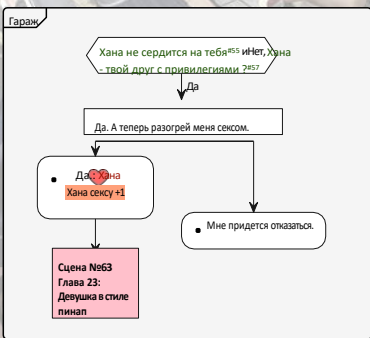 Гараж
Хана не сердится на тебя#55 иНет, Хана
- твой друг с привилегиями ?#57
Да
Да. А теперь разогрей меня сексом.
Да.: Хана
Хана сексу +1
Мне придется отказаться.
Сцена №63
Глава 23:
Девушка в стиле
пинап